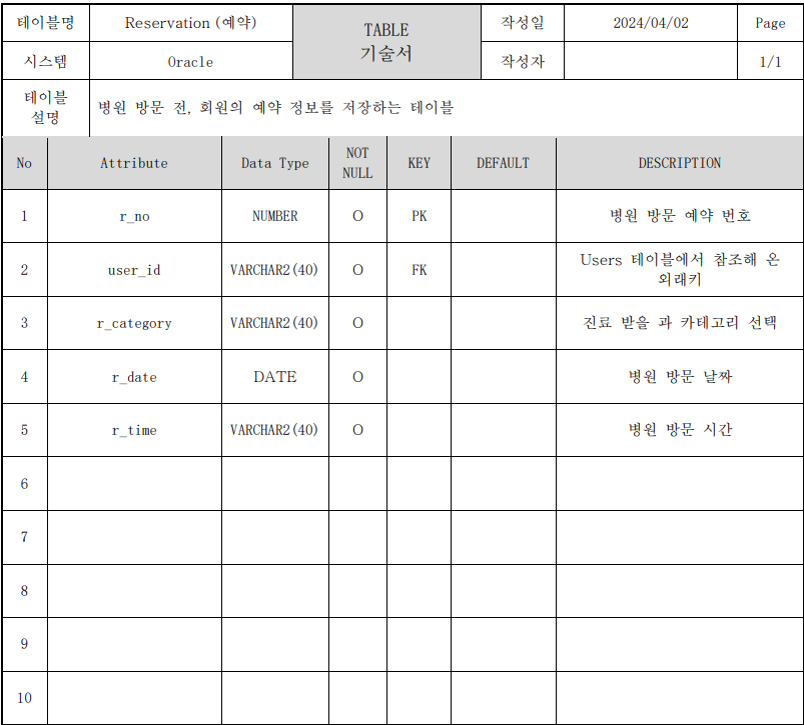 테이블명 Reservation (예약) TABLE 기술서 작성일 2024/04/02 Page
시스템 Oracle 작성자 1/1
테이블 설명 병원 방문 전, 회원의 예약 정보를 저장하는 테이블
No Attribute Data Type NOT NULL KEY DEFAULT DESCRIPTION
1 r_no NUMBER O PK 병원 방문 예약 번호
2 user_id VARCHAR2(40) O FK Users 테이블에서 참조해 온 외래키
3 r_category VARCHAR2(40) O 진료 받을 과 카테고리 선택
4 r_date DATE O 병원 방문 날짜
5 r_time VARCHAR2(40) O 병원 방문 시간
6
7
8
9
10